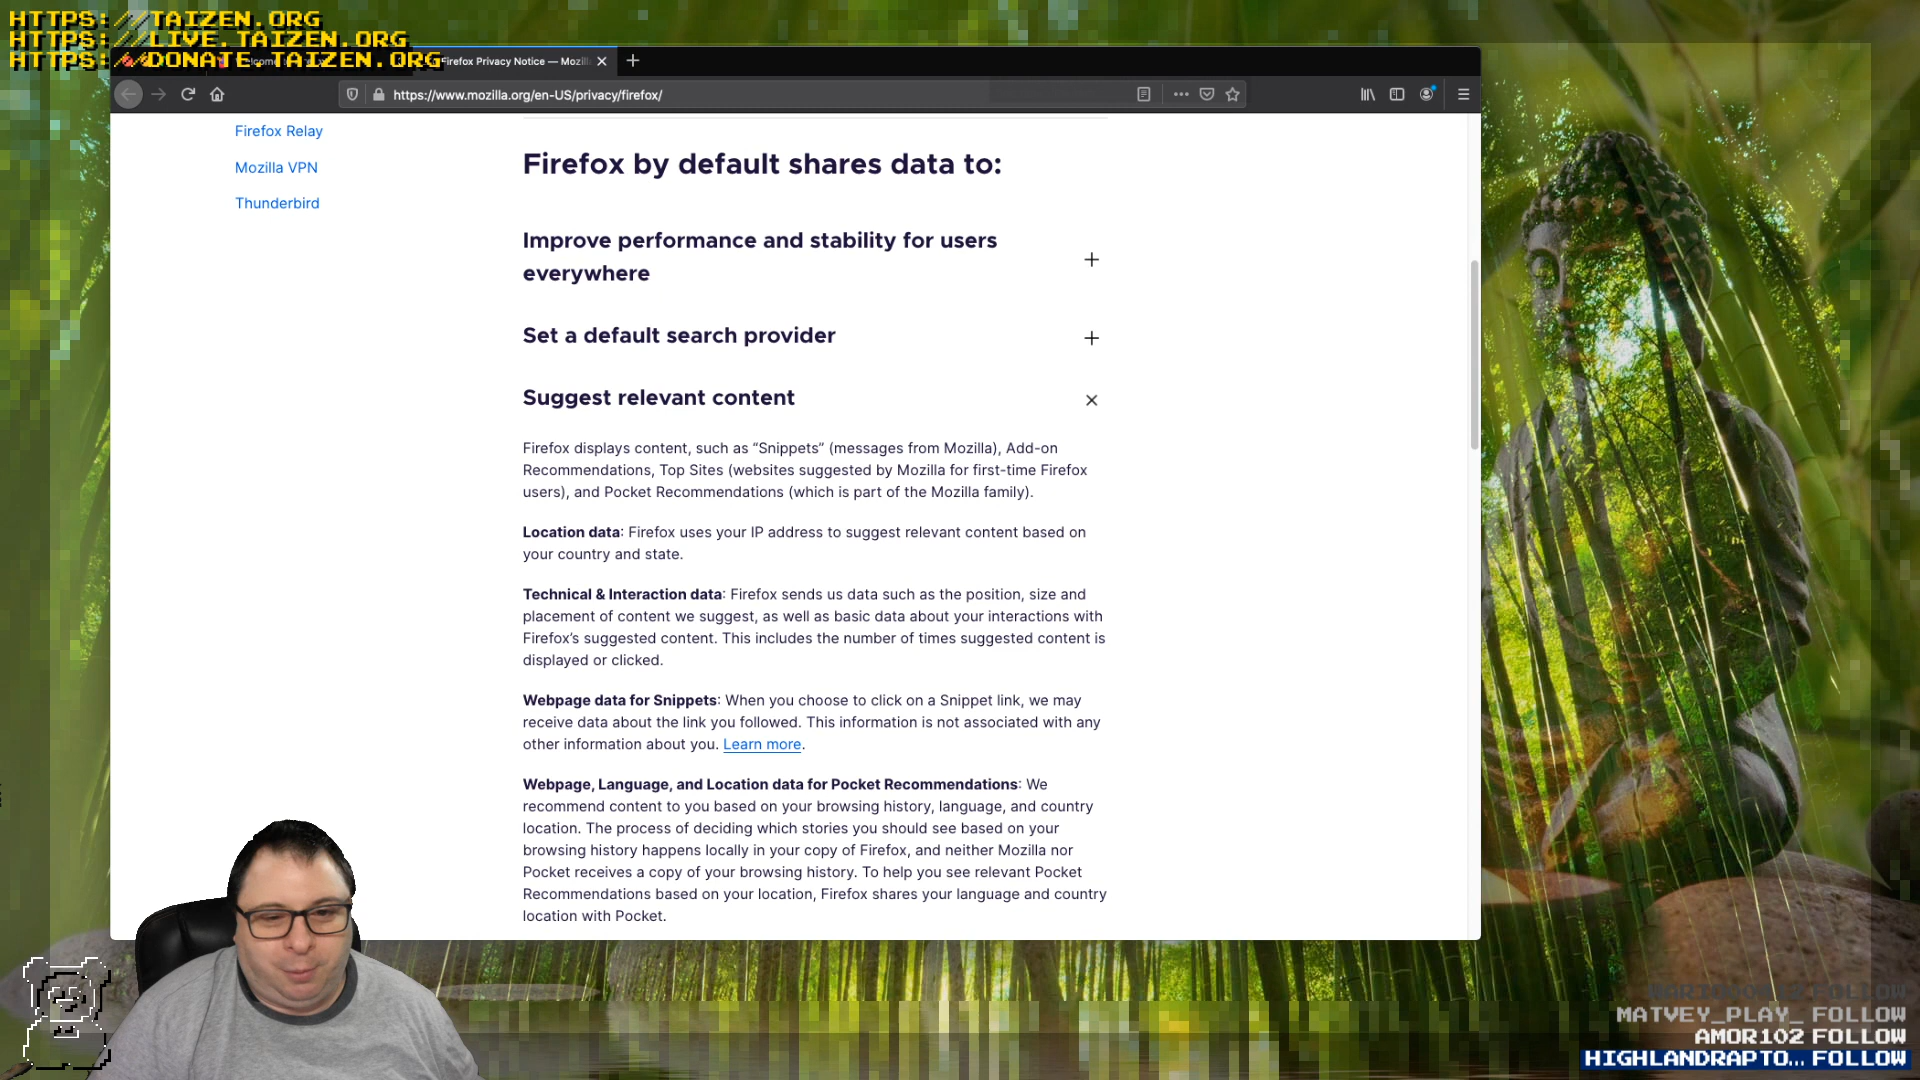 HTTPS://TAIZEN.ORG
HTTPS://LIVE.TAIZEN.ORG
HTTPS://DONATE.TAIZEN.ORG
Firefox Privacy Notice — Mozil
https://www.mozilla.org/en-US/privacy/firefox/
Firefox Relay
Mozilla VPN
Thunderbird
Firefox by default shares data to:
Improve performance and stability for users
everywhere
Set a default search provider
Suggest relevant content
Firefox displays content, such as “Snippets” (messages from Mozilla), Add-on
Recommendations, Top Sites (websites suggested by Mozilla for first-time Firefox
users), and Pocket Recommendations (which is part of the Mozilla family).
Location data: Firefox uses your IP address to suggest relevant content based on
your country and state.
Technical & Interaction data: Firefox sends us data such as the position, size and
placement of content we suggest, as well as basic data about your interactions with
Firefox’s suggested content. This includes the number of times suggested content is
displayed or clicked.
Webpage data for Snippets: When you choose to click on a Snippet link, we may
receive data about the link you followed. This information is not associated with any
other information about you. Learn more.
Webpage, Language, and Location data for Pocket Recommendations: We
recommend content to you based on your browsing history, language, and country
location. The process of deciding which stories you should see based on your
browsing history happens locally in your copy of Firefox, and neither Mozilla nor
Pocket receives a copy of your browsing history. To help you see relevant Pocket
Recommendations based on your location, Firefox shares your language and country
location with Pocket.
FOLLOW
MATVEY_PLAY_ FOLLOW
AMOR102 FOLLOW
HIGHLANDRAPTO... FOLLOW